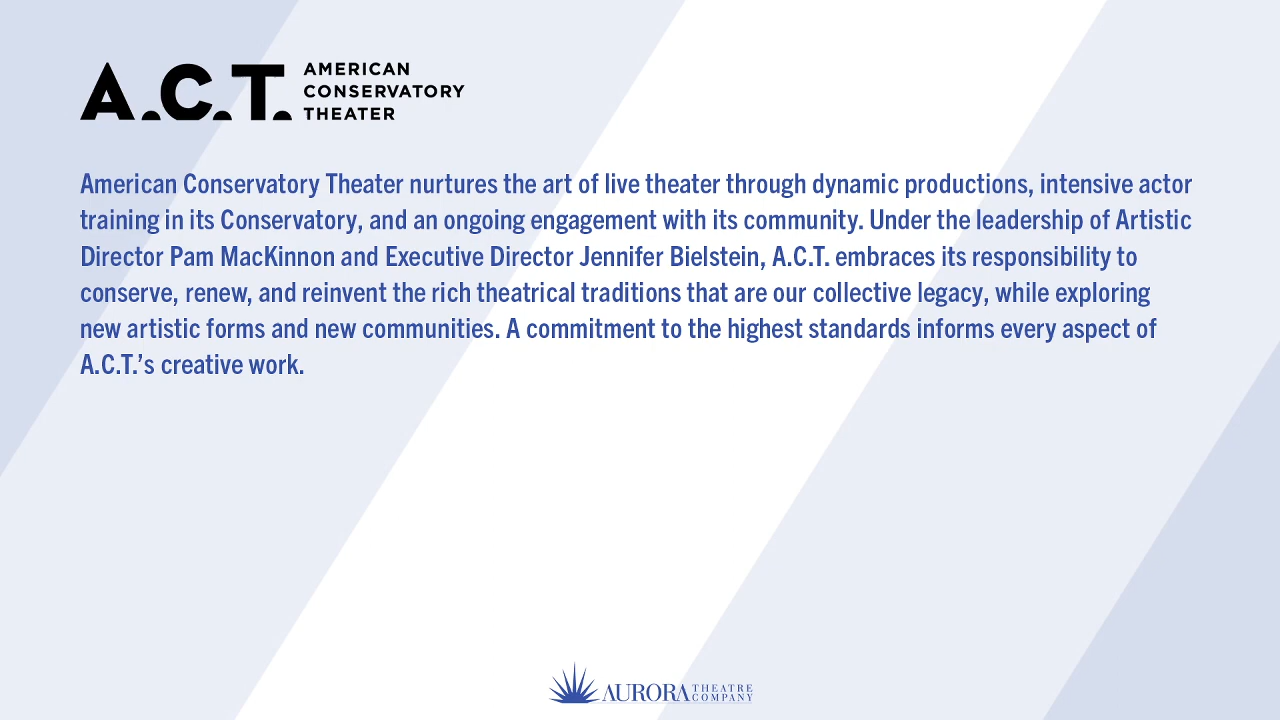 A.C.T.
AMERICAN
CONSERVATORY
THEATER
American Conservatory Theater nurtures the art of live theater through dynamic productions, intensive actor
training in its Conservatory, and an ongoing engagement with its community. Under the leadership of Artistic
Director Pam MacKinnon and Executive Director Jennifer Bielstein, A.C.T. embraces its responsibility to
conserve, renew, and reinvent the rich theatrical traditions that are our collective legacy, while exploring
new artistic forms and new communities. A commitment to the highest standards informs every aspect of
A.C.T.’s creative work.
AURORA
THEATRE
COMPANY